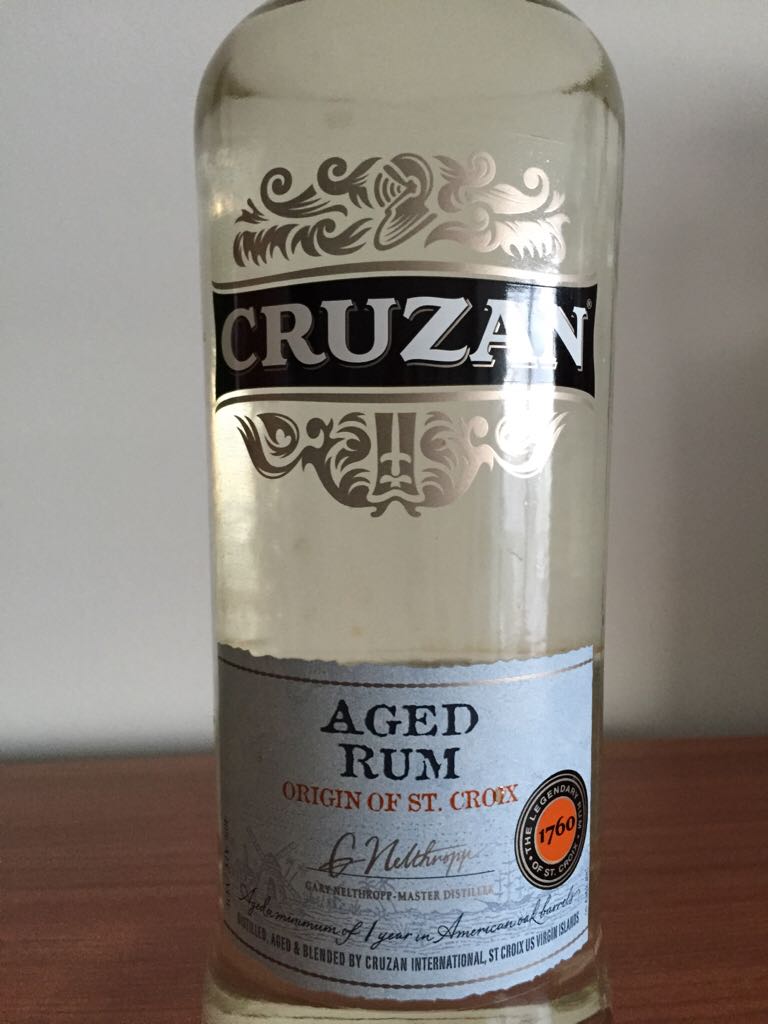 CRUZAN®
AGED
RUM
ORIGIN OF ST. CROIX
THE LEGENDARY RUM
1760
OF ST. CROIX
G Nelthropp
GARY NELTHROPP-MASTER DISTILLER
Aged a minimum of 1 year in American oak barrels
DISTILLED, AGED & BLENDED BY CRUZAN INTERNATIONAL, ST CROIX US VIRGIN ISLANDS